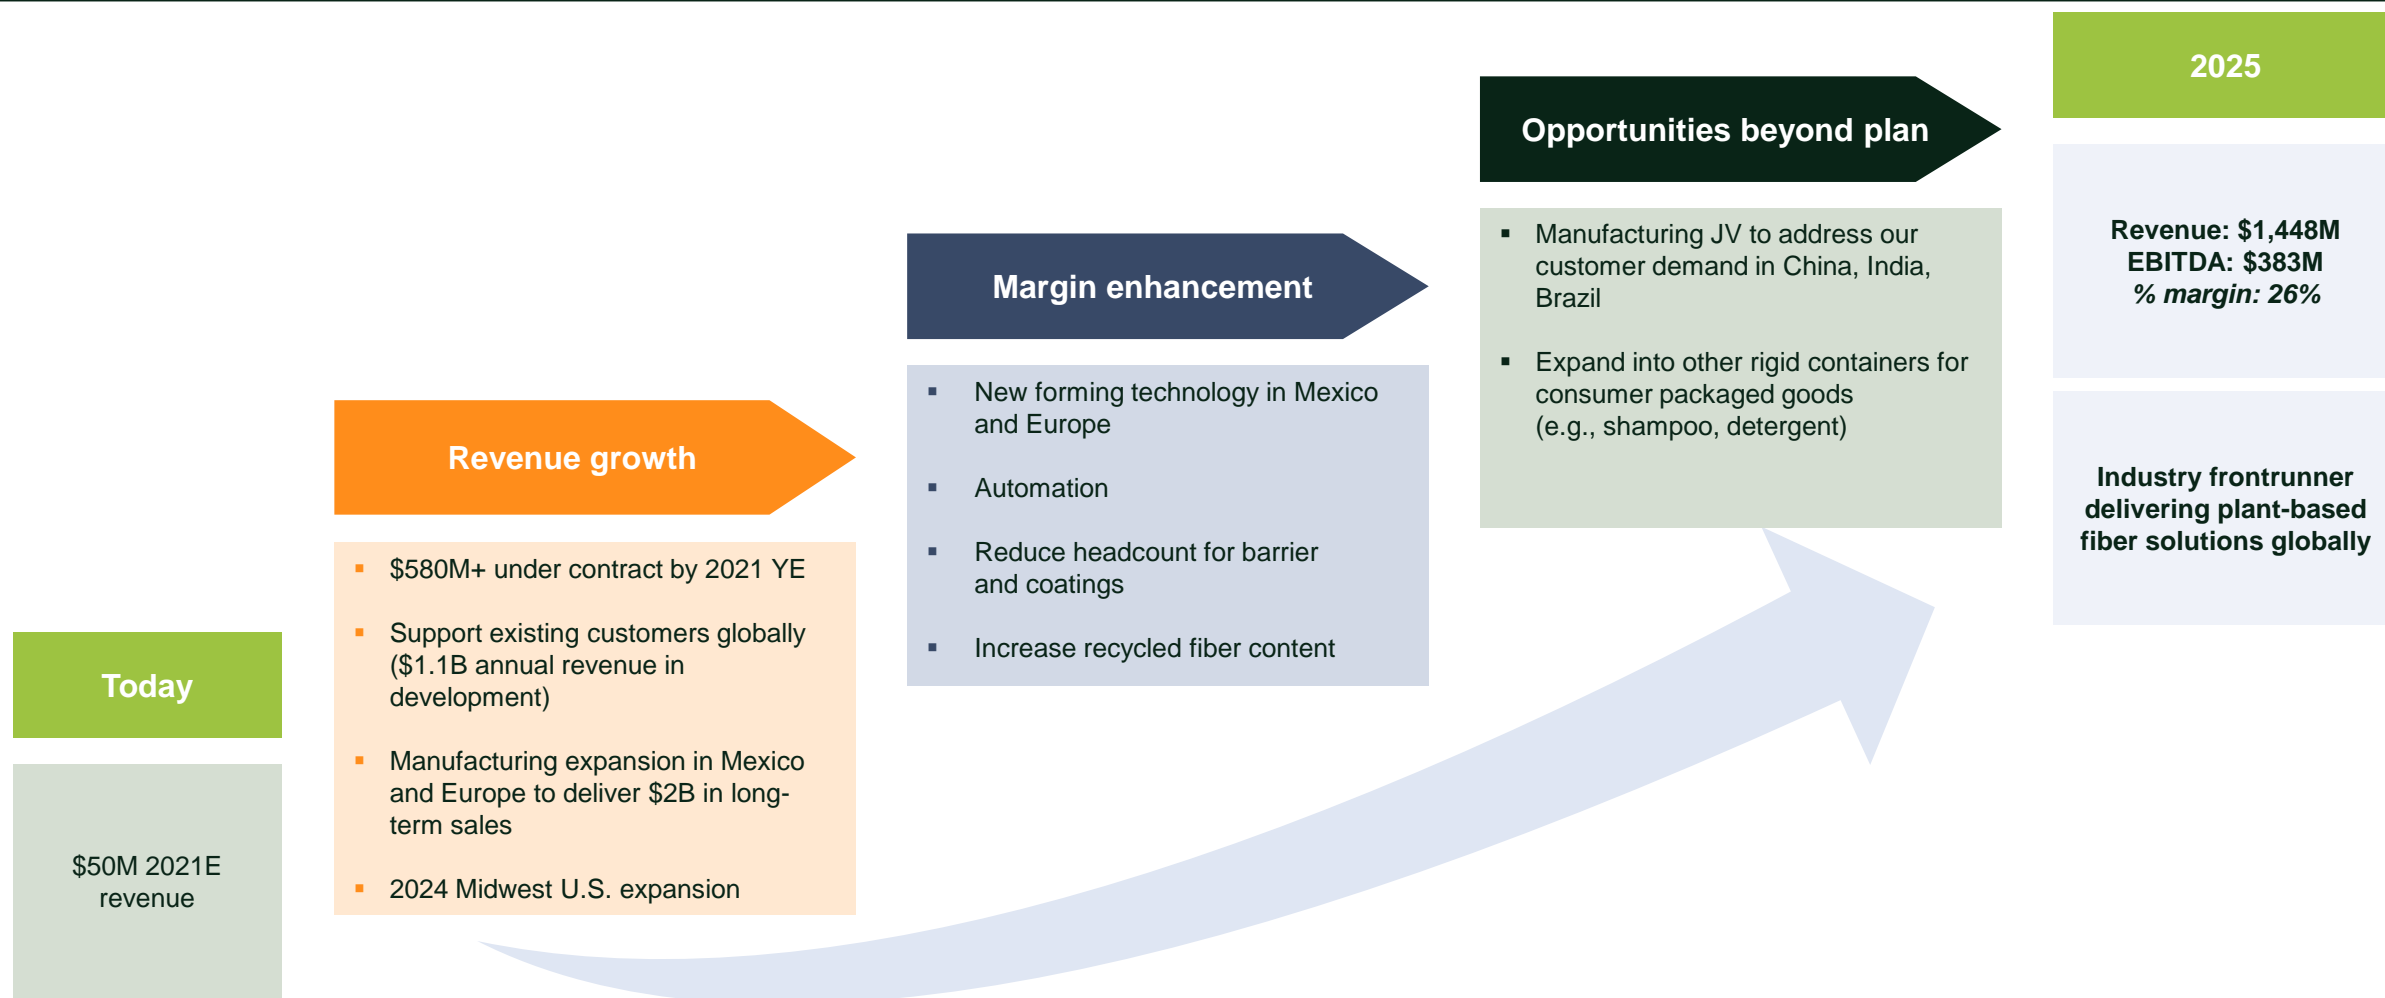 Today
$50M 2021E
revenue
Revenue growth
▪ $580M+ under contract by 2021 YE
▪ Support existing customers globally
($1.1B annual revenue in
development)
▪ Manufacturing expansion in Mexico
and Europe to deliver $2B in long-
term sales
▪ 2024 Midwest U.S. expansion
Margin enhancement
▪ New forming technology in Mexico
and Europe
▪ Automation
▪ Reduce headcount for barrier
and coatings
▪ Increase recycled fiber content
Opportunities beyond plan
▪ Manufacturing JV to address our
customer demand in China, India,
Brazil
▪ Expand into other rigid containers for
consumer packaged goods
(e.g., shampoo, detergent)
2025
Revenue: $1,448M
EBITDA: $383M
% margin: 26%
Industry frontrunner
delivering plant-based
fiber solutions globally